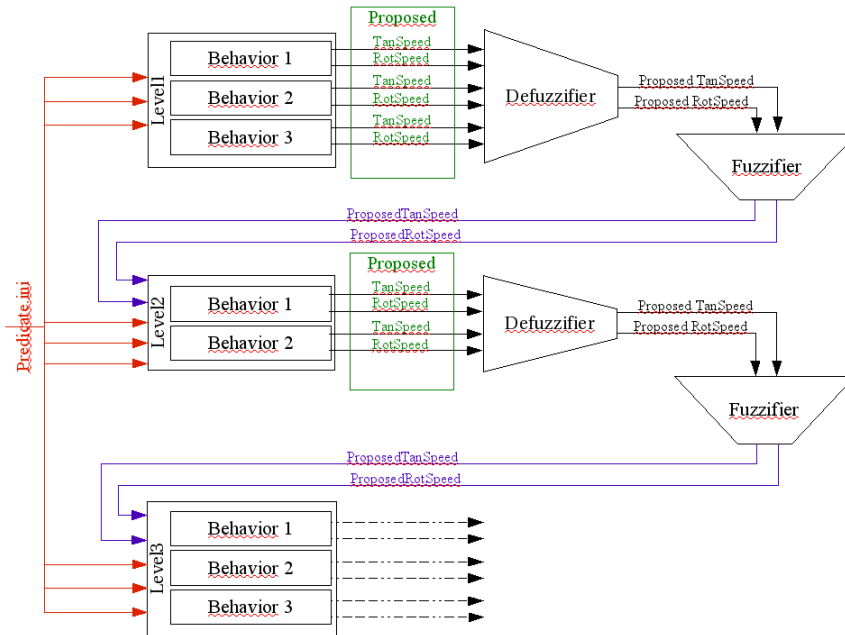 Proposed
Level1
Behavior 1
Behavior 2
Behavior 3
TanSpeed
RotSpeed
TanSpeed
RotSpeed
TanSpeed
RotSpeed
Defuzzifier
Proposed TanSpeed
Proposed RotSpeed
Fuzzifier
ProposedTanSpeed
ProposedRotSpeed
Predicate.ini
Proposed
Level2
Behavior 1
Behavior 2
TanSpeed
RotSpeed
TanSpeed
RotSpeed
Defuzzifier
Proposed TanSpeed
Proposed RotSpeed
Fuzzifier
ProposedTanSpeed
ProposedRotSpeed
Level3
Behavior 1
Behavior 2
Behavior 3